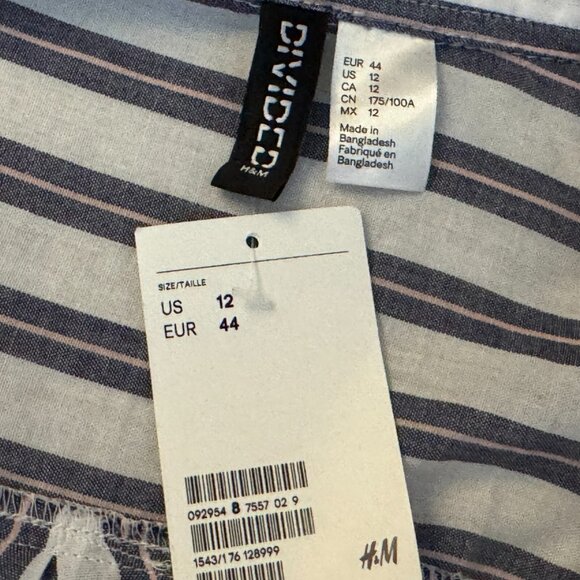 DIVIDED
H&M
EUR 44
US 12
CA 12
CN 175/100A
MX 12
Made in
Bangladesh
Fabriqué en
Bangladesh
SIZE/TAILLE
US 12
EUR 44
092954 8 7557 02 9
1543/176 128999
H&M